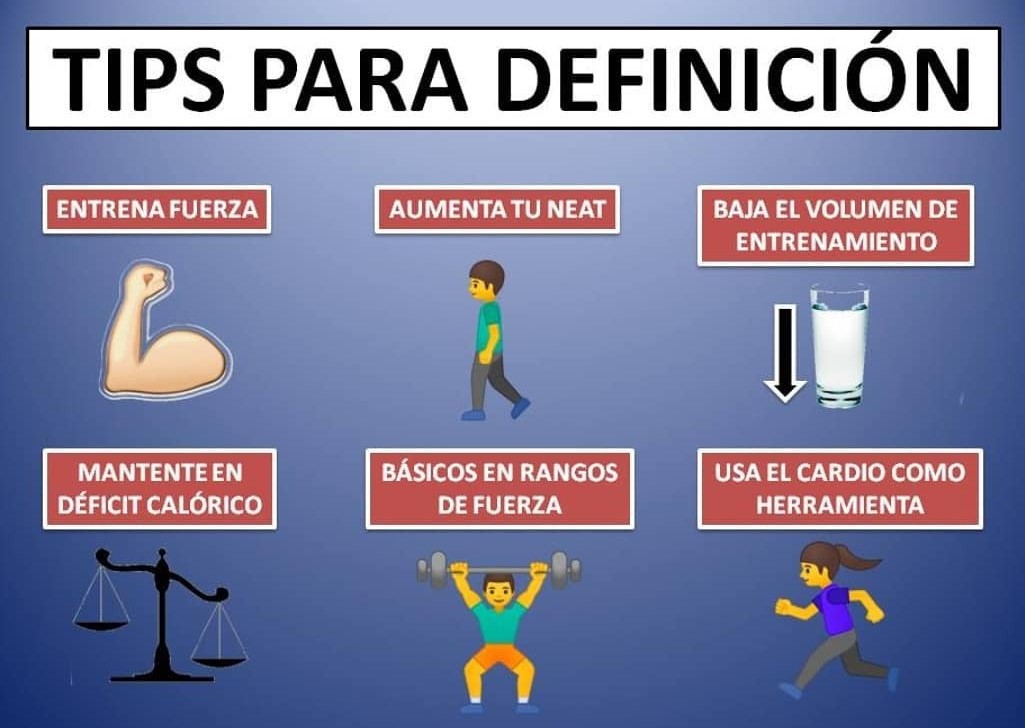 TIPS PARA DEFINICIÓN
ENTRENA FUERZA
AUMENTA TU NEAT
BAJA EL VOLUMEN DE
ENTRENAMIENTO
MANTENTE EN
DÉFICIT CALÓRICO
BÁSICOS EN RANGOS
DE FUERZA
USA EL CARDIO COMO
HERRAMIENTA